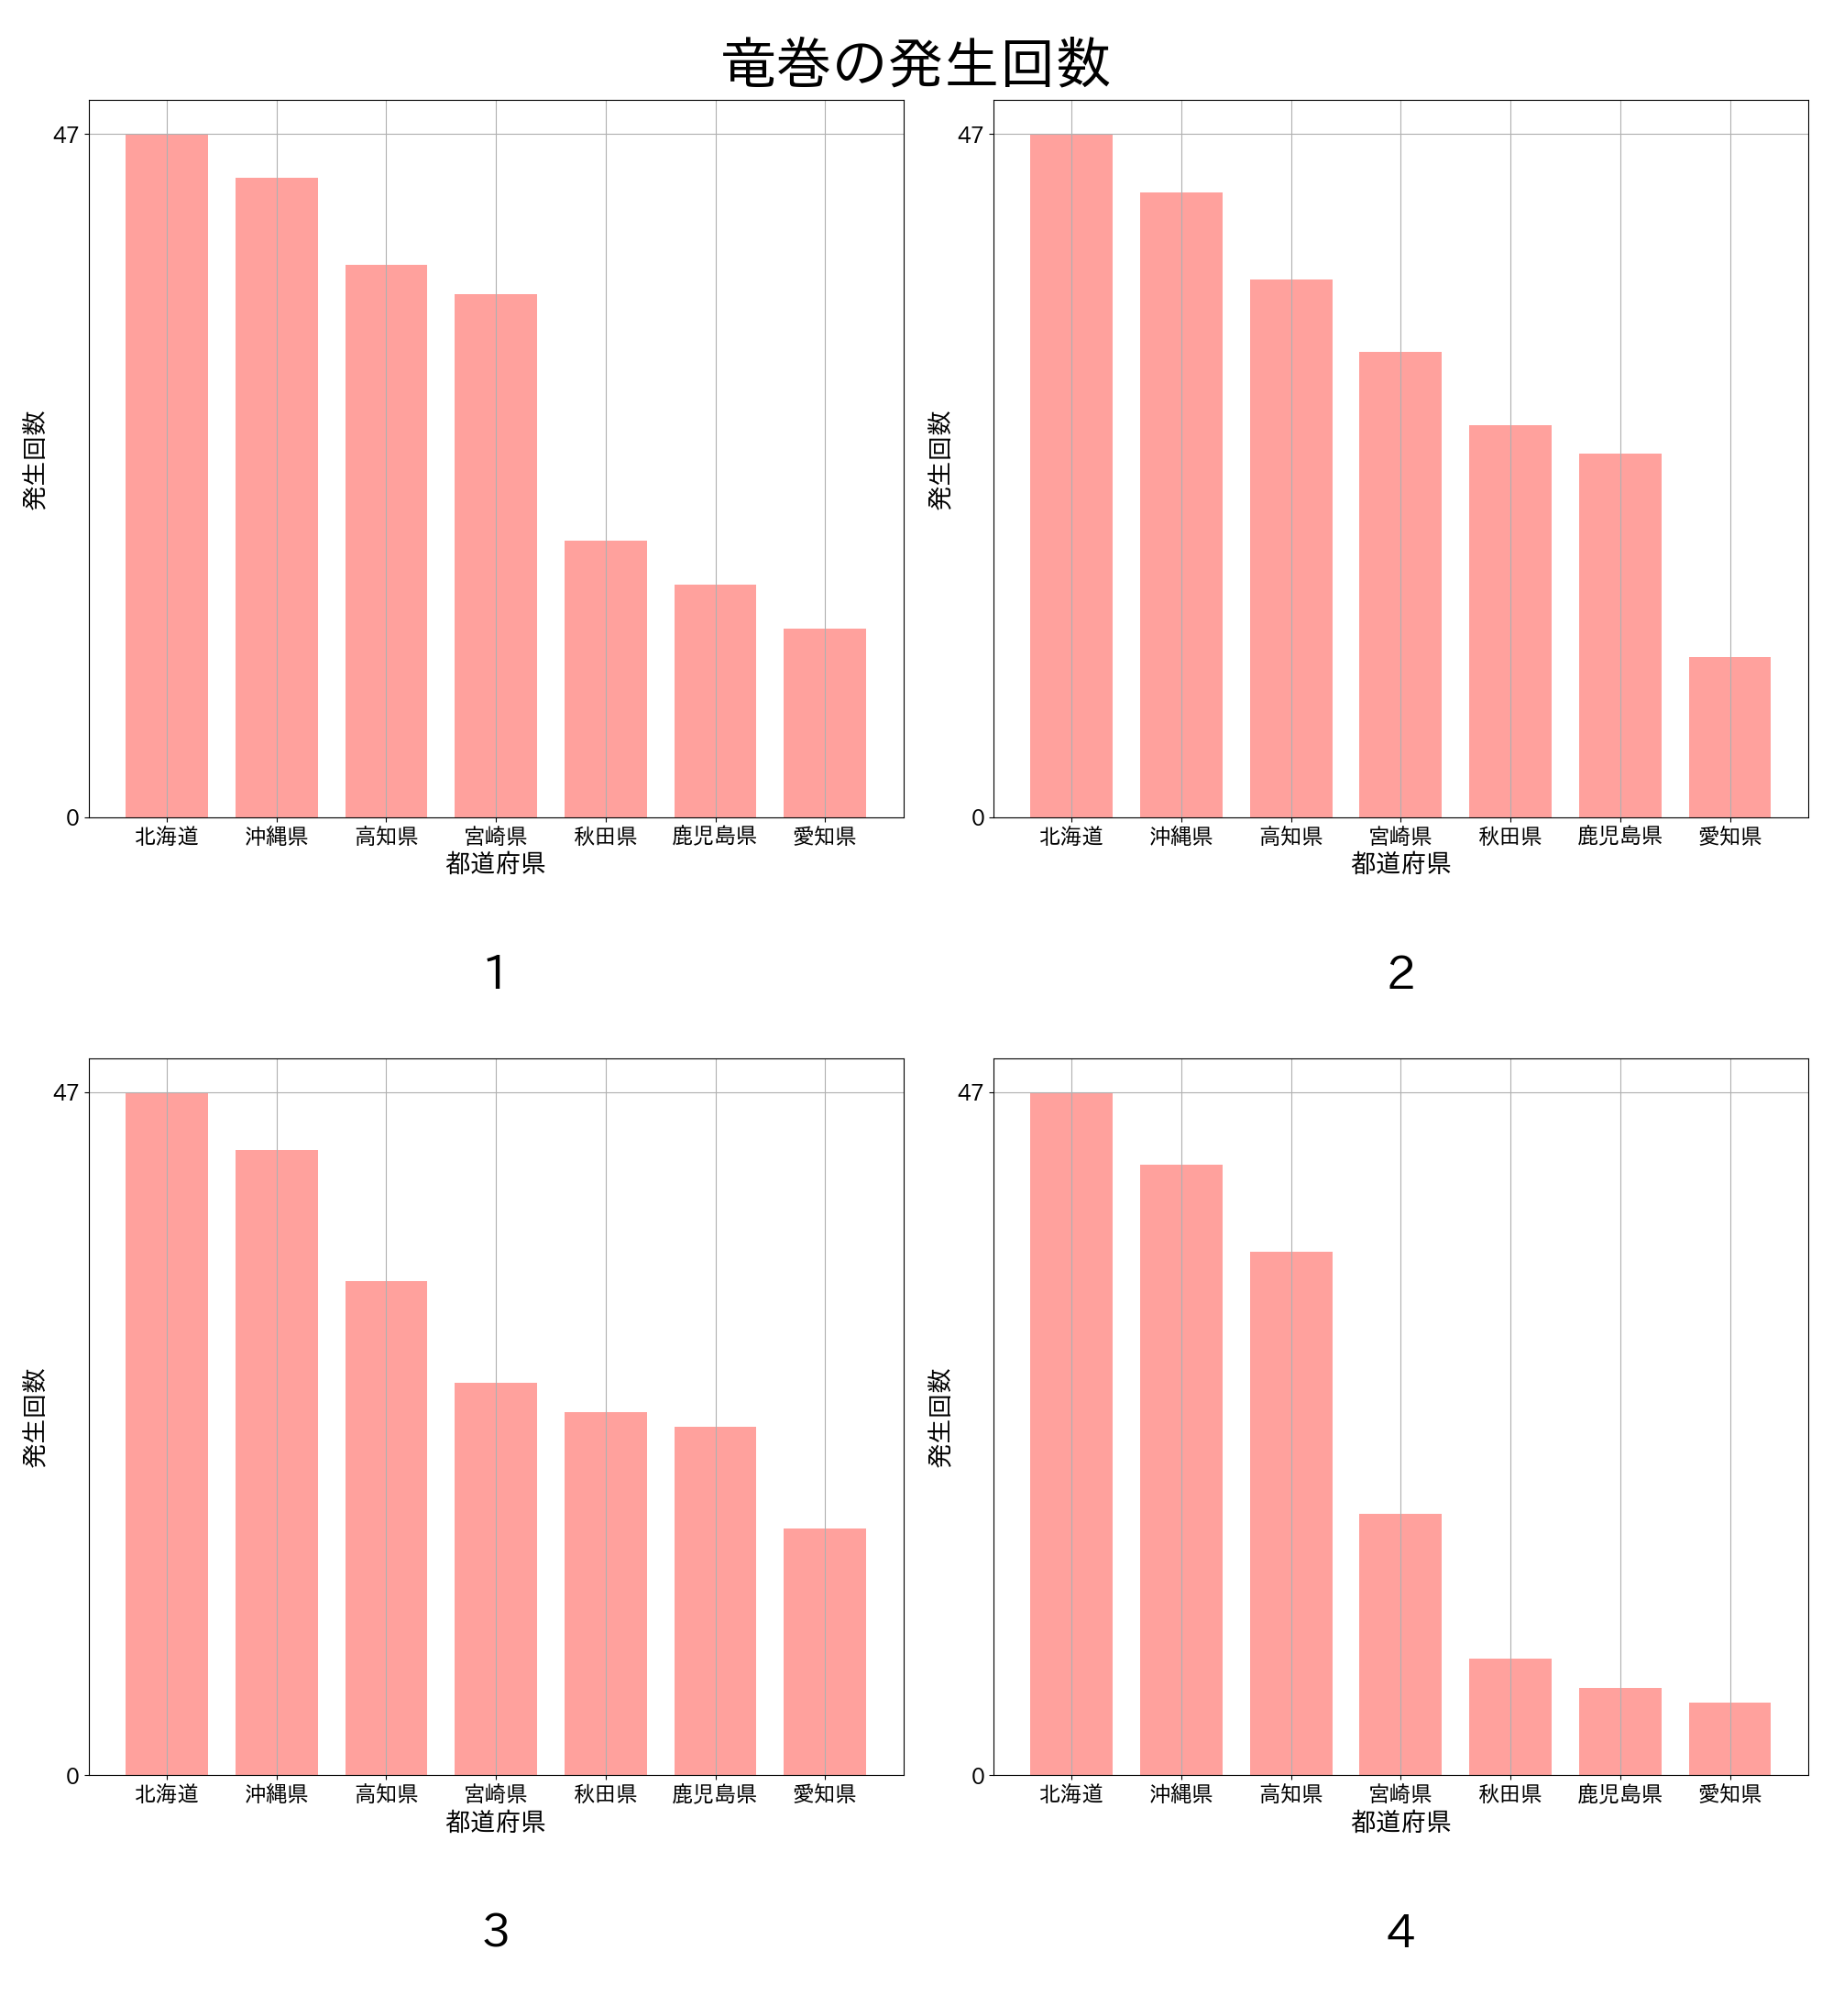 竜巻の発生回数
47
0
発生回数
北海道 沖縄県 高知県 宮崎県 秋田県 鹿児島県 愛知県
都道府県
1
47
0
発生回数
北海道 沖縄県 高知県 宮崎県 秋田県 鹿児島県 愛知県
都道府県
2
47
0
発生回数
北海道 沖縄県 高知県 宮崎県 秋田県 鹿児島県 愛知県
都道府県
3
47
0
発生回数
北海道 沖縄県 高知県 宮崎県 秋田県 鹿児島県 愛知県
都道府県
4